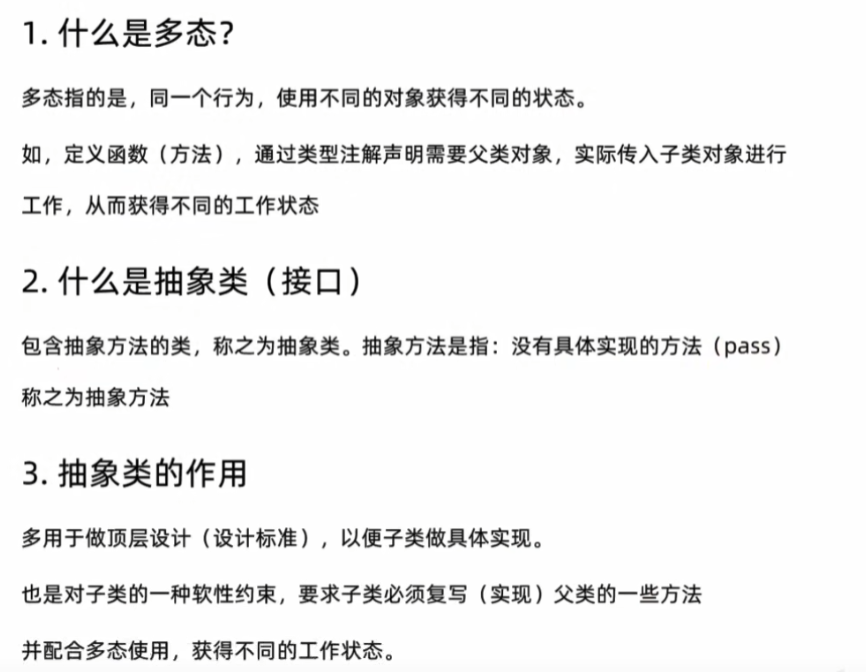 1. 什么是多态？
多态指的是，同一个行为，使用不同的对象获得不同的状态。
如，定义函数（方法），通过类型注解声明需要父类对象，实际传入子类对象进行
工作，从而获得不同的工作状态
2. 什么是抽象类（接口）
包含抽象方法的类，称之为抽象类。抽象方法是指：没有具体实现的方法（pass）
称之为抽象方法
3. 抽象类的作用
多用于做顶层设计（设计标准），以便子类做具体实现。
也是对子类的一种软性约束，要求子类必须复写（实现）父类的一些方法
并配合多态使用，获得不同的工作状态。